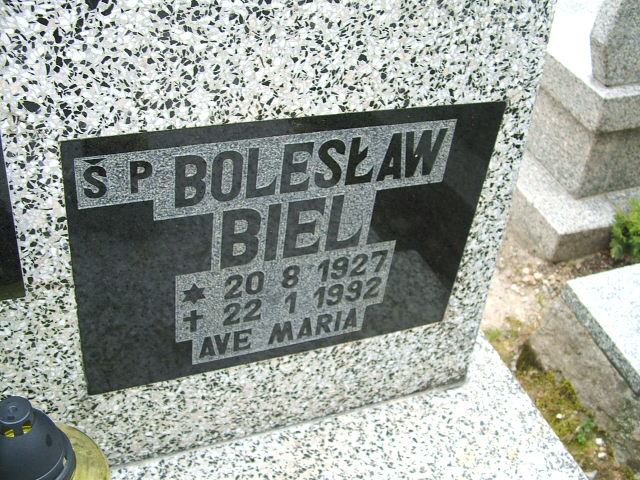 Ś P BOLESŁAW
BIEL
✶ 20 8 1927
✝ 22 1 1992
AVE MARIA